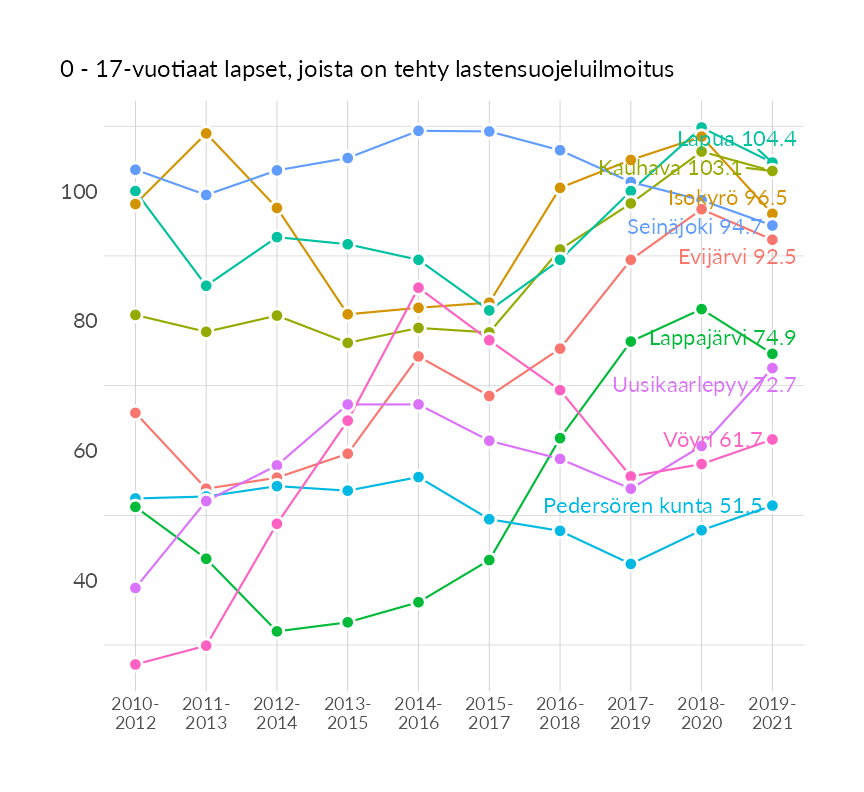 0 - 17-vuotiaat lapset, joista on tehty lastensuojeluilmoitus
Lapua 104.4
Kauhava 103.1
100
Isokyrö 96.5
Seinäjoki 94.7
Evijärvi 92.5
80
Lappajärvi 74.9
Uusikaarlepyy 72.7
60
Vöyri 61.7
Pedersören kunta 51.5
40
2010- 2011- 2012- 2013- 2014- 2015- 2016- 2017- 2018- 2019-
2012 2013 2014 2015 2016 2017 2018 2019 2020 2021